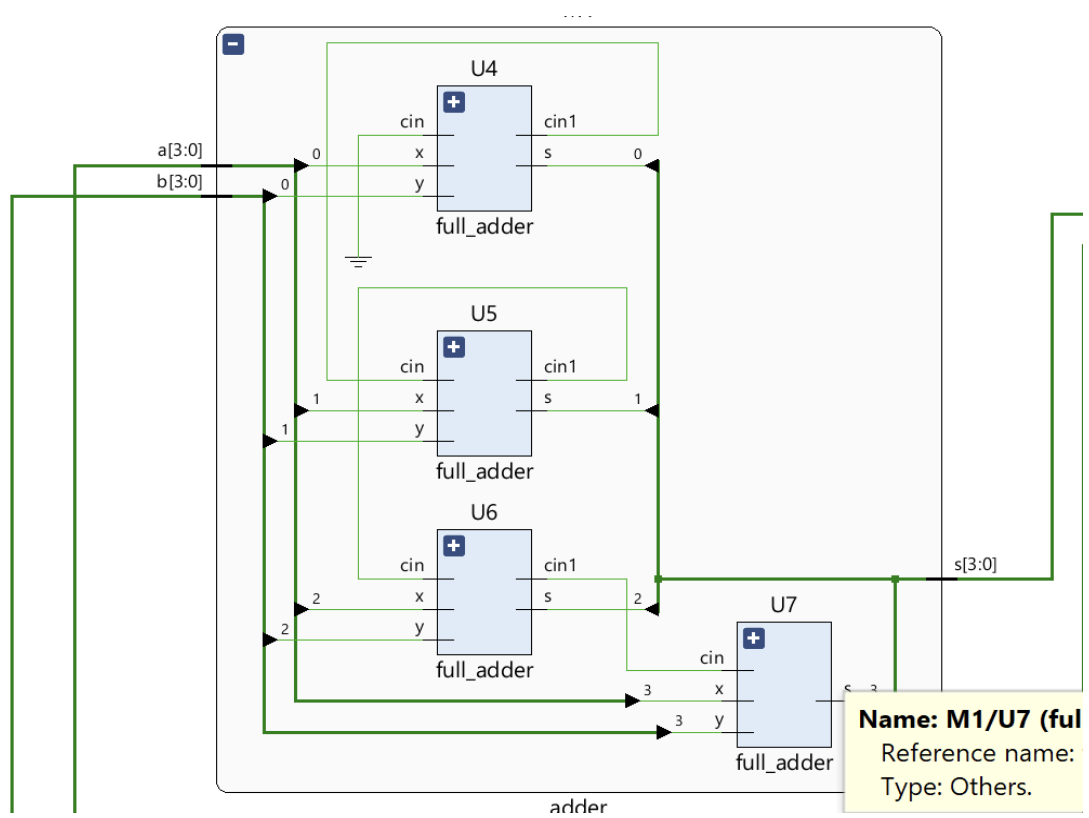 U4
cin
cin1
a[3:0]
0
x
s
0
b[3:0]
0
y
full_adder
U5
cin
cin1
1
x
s
1
1
y
full_adder
U6
cin
cin1
s[3:0]
2
x
s
2
U7
2
y
full_adder
cin
3
x
s
3
3
y
full_adder
Name: M1/U7 (ful
Reference name:
Type: Others.
adder